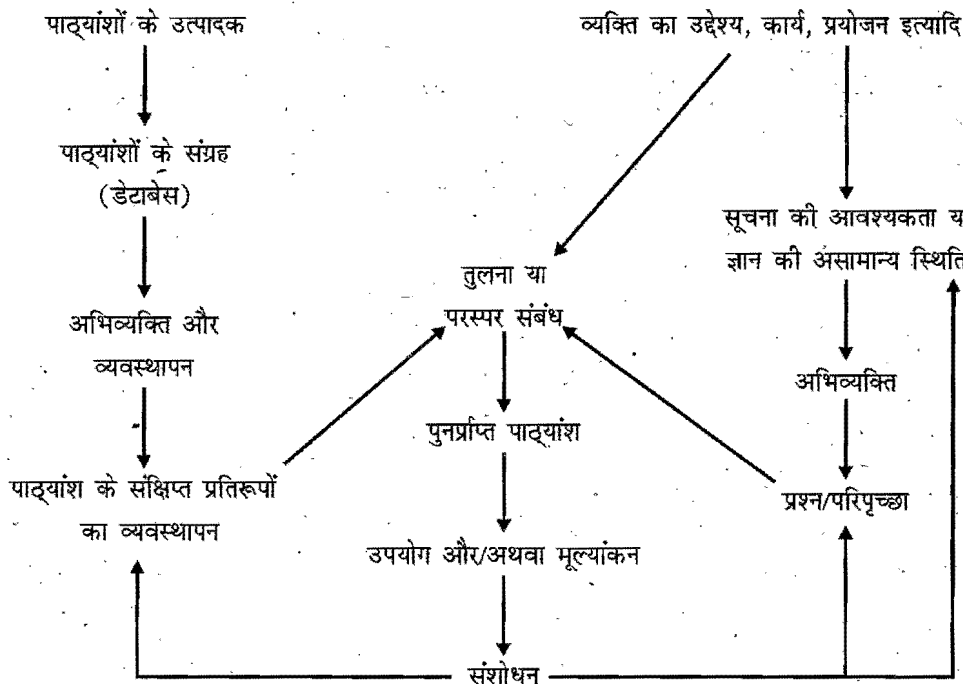 पाठ्यांशों के उत्पादक
व्यक्ति का उद्देश्य, कार्य, प्रयोजन इत्यादि
पाठ्यांशों के संग्रह
(डेटाबेस)
सूचना की आवश्यकता य
ज्ञान की असामान्य स्थिति
तुलना या
परस्पर संबंध
अभिव्यक्ति और
व्यवस्थापन
अभिव्यक्ति
पुनर्प्राप्त पाठ्यांश
पाठ्यांश के संक्षिप्त प्रतिरूपों
का व्यवस्थापन
प्रश्न/परिपृच्छा
उपयोग और/अथवा मूल्यांकन
संशोधन